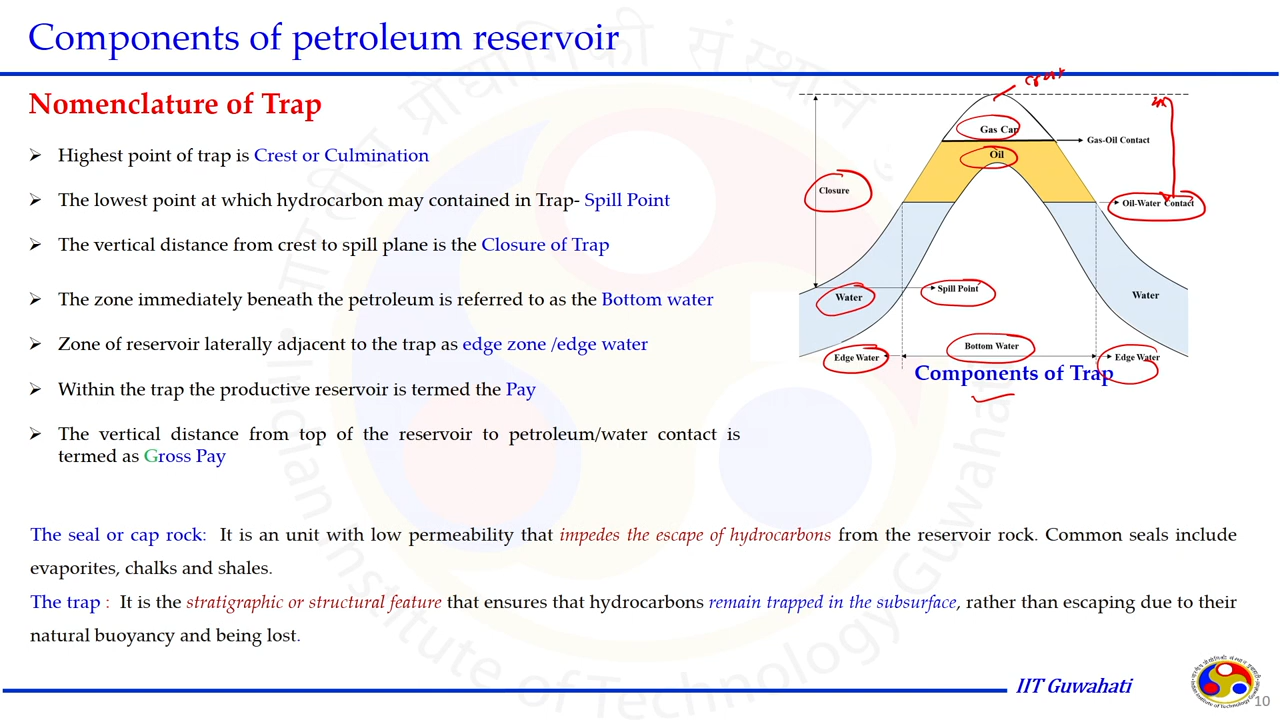 Components of petroleum reservoir
Nomenclature of Trap
➢ Highest point of trap is Crest or Culmination
➢ The lowest point at which hydrocarbon may contained in Trap- Spill Point
➢ The vertical distance from crest to spill plane is the Closure of Trap
➢ The zone immediately beneath the petroleum is referred to as the Bottom water
➢ Zone of reservoir laterally adjacent to the trap as edge zone /edge water
➢ Within the trap the productive reservoir is termed the Pay
➢ The vertical distance from top of the reservoir to petroleum/water contact is
termed as Gross Pay
Gas Cap
Gas-Oil Contact
Oil
Closure
Oil-Water Contact
Spill Point
Water
Water
Bottom Water
Edge Water
Edge Water
Components of Trap
The seal or cap rock: It is an unit with low permeability that impedes the escape of hydrocarbons from the reservoir rock. Common seals include
evaporites, chalks and shales.
The trap : It is the stratigraphic or structural feature that ensures that hydrocarbons remain trapped in the subsurface, rather than escaping due to their
natural buoyancy and being lost.
IIT Guwahati
10
Indian Institute of Technology Guwahati